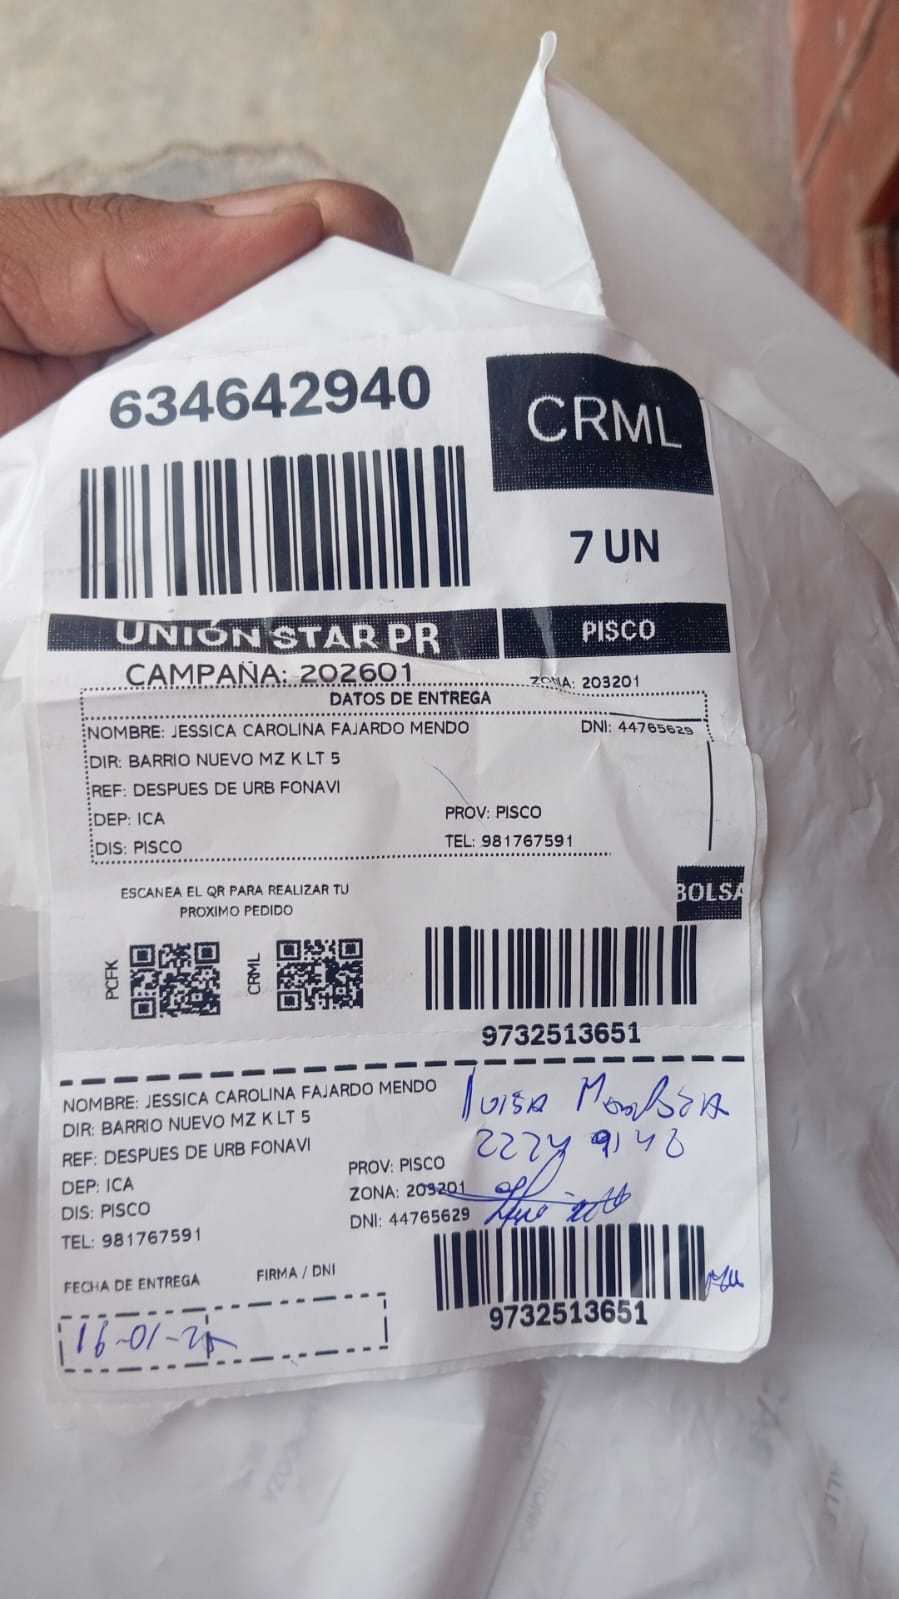 634642940
CRML
7 UN
UNIÓN STAR PR
PISCO
CAMPAÑA: 202601
ZONA: 203201
DATOS DE ENTREGA
NOMBRE: JESSICA CAROLINA FAJARDO MENDO
DNI: 44765629
DIR: BARRIO NUEVO MZ K LT 5
REF: DESPUES DE URB FONAVI
DEP: ICA
PROV: PISCO
DIS: PISCO
TEL: 981767591
ESCANEA EL QR PARA REALIZAR TU
PROXIMO PEDIDO
BOLSA
PCFK
CRML
9732513651
NOMBRE: JESSICA CAROLINA FAJARDO MENDO
DIR: BARRIO NUEVO MZ K LT 5
REF: DESPUES DE URB FONAVI
DEP: ICA
PROV: PISCO
DIS: PISCO
ZONA: 203201
TEL: 981767591
DNI: 44765629
Luisa
FECHA DE ENTREGA
FIRMA / DNI
9732513651